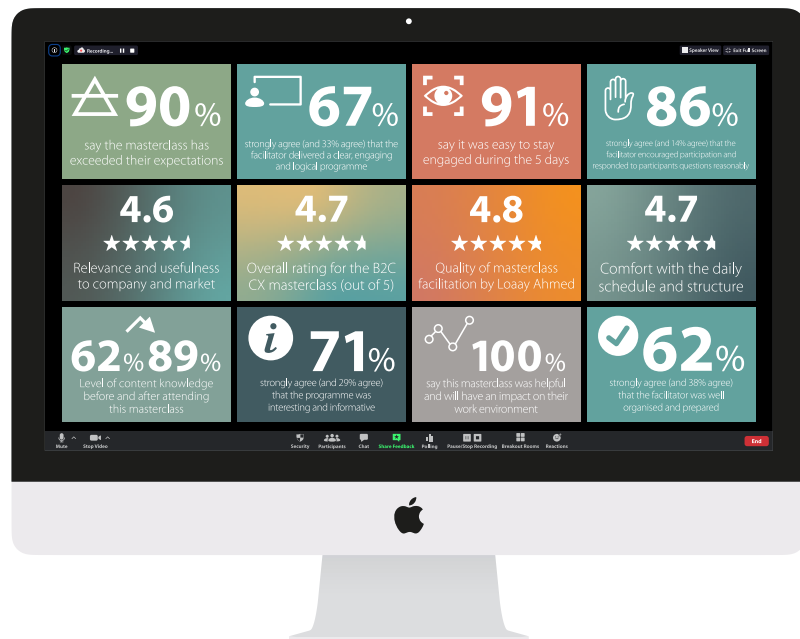 Recording...
Speaker View
Exit Full Screen
90%
say the masterclass has
exceeded their expectations
67%
strongly agree (and 33% agree) that the
facilitator delivered a clear, engaging
and logical programme
91%
say it was easy to stay
engaged during the 5 days
86%
strongly agree (and 14% agree) that the
facilitator encouraged participation and
responded to participants questions reasonably
4.6
Relevance and usefulness
to company and market
4.7
Overall rating for the B2C
CX masterclass (out of 5)
4.8
Quality of masterclass
facilitation by Loaay Ahmed
4.7
Comfort with the daily
schedule and structure
62% 89%
Level of content knowledge
before and after attending
this masterclass
i
71%
strongly agree (and 29% agree)
that the programme was
interesting and informative
100%
say this masterclass was helpful
and will have an impact on their
work environment
62%
strongly agree (and 38% agree)
that the facilitator was well
organised and prepared
Mute
Stop Video
Security
Participants
Chat
Share Feedback
Polling
Pause/Stop Recording
Breakout Rooms
Reactions
End